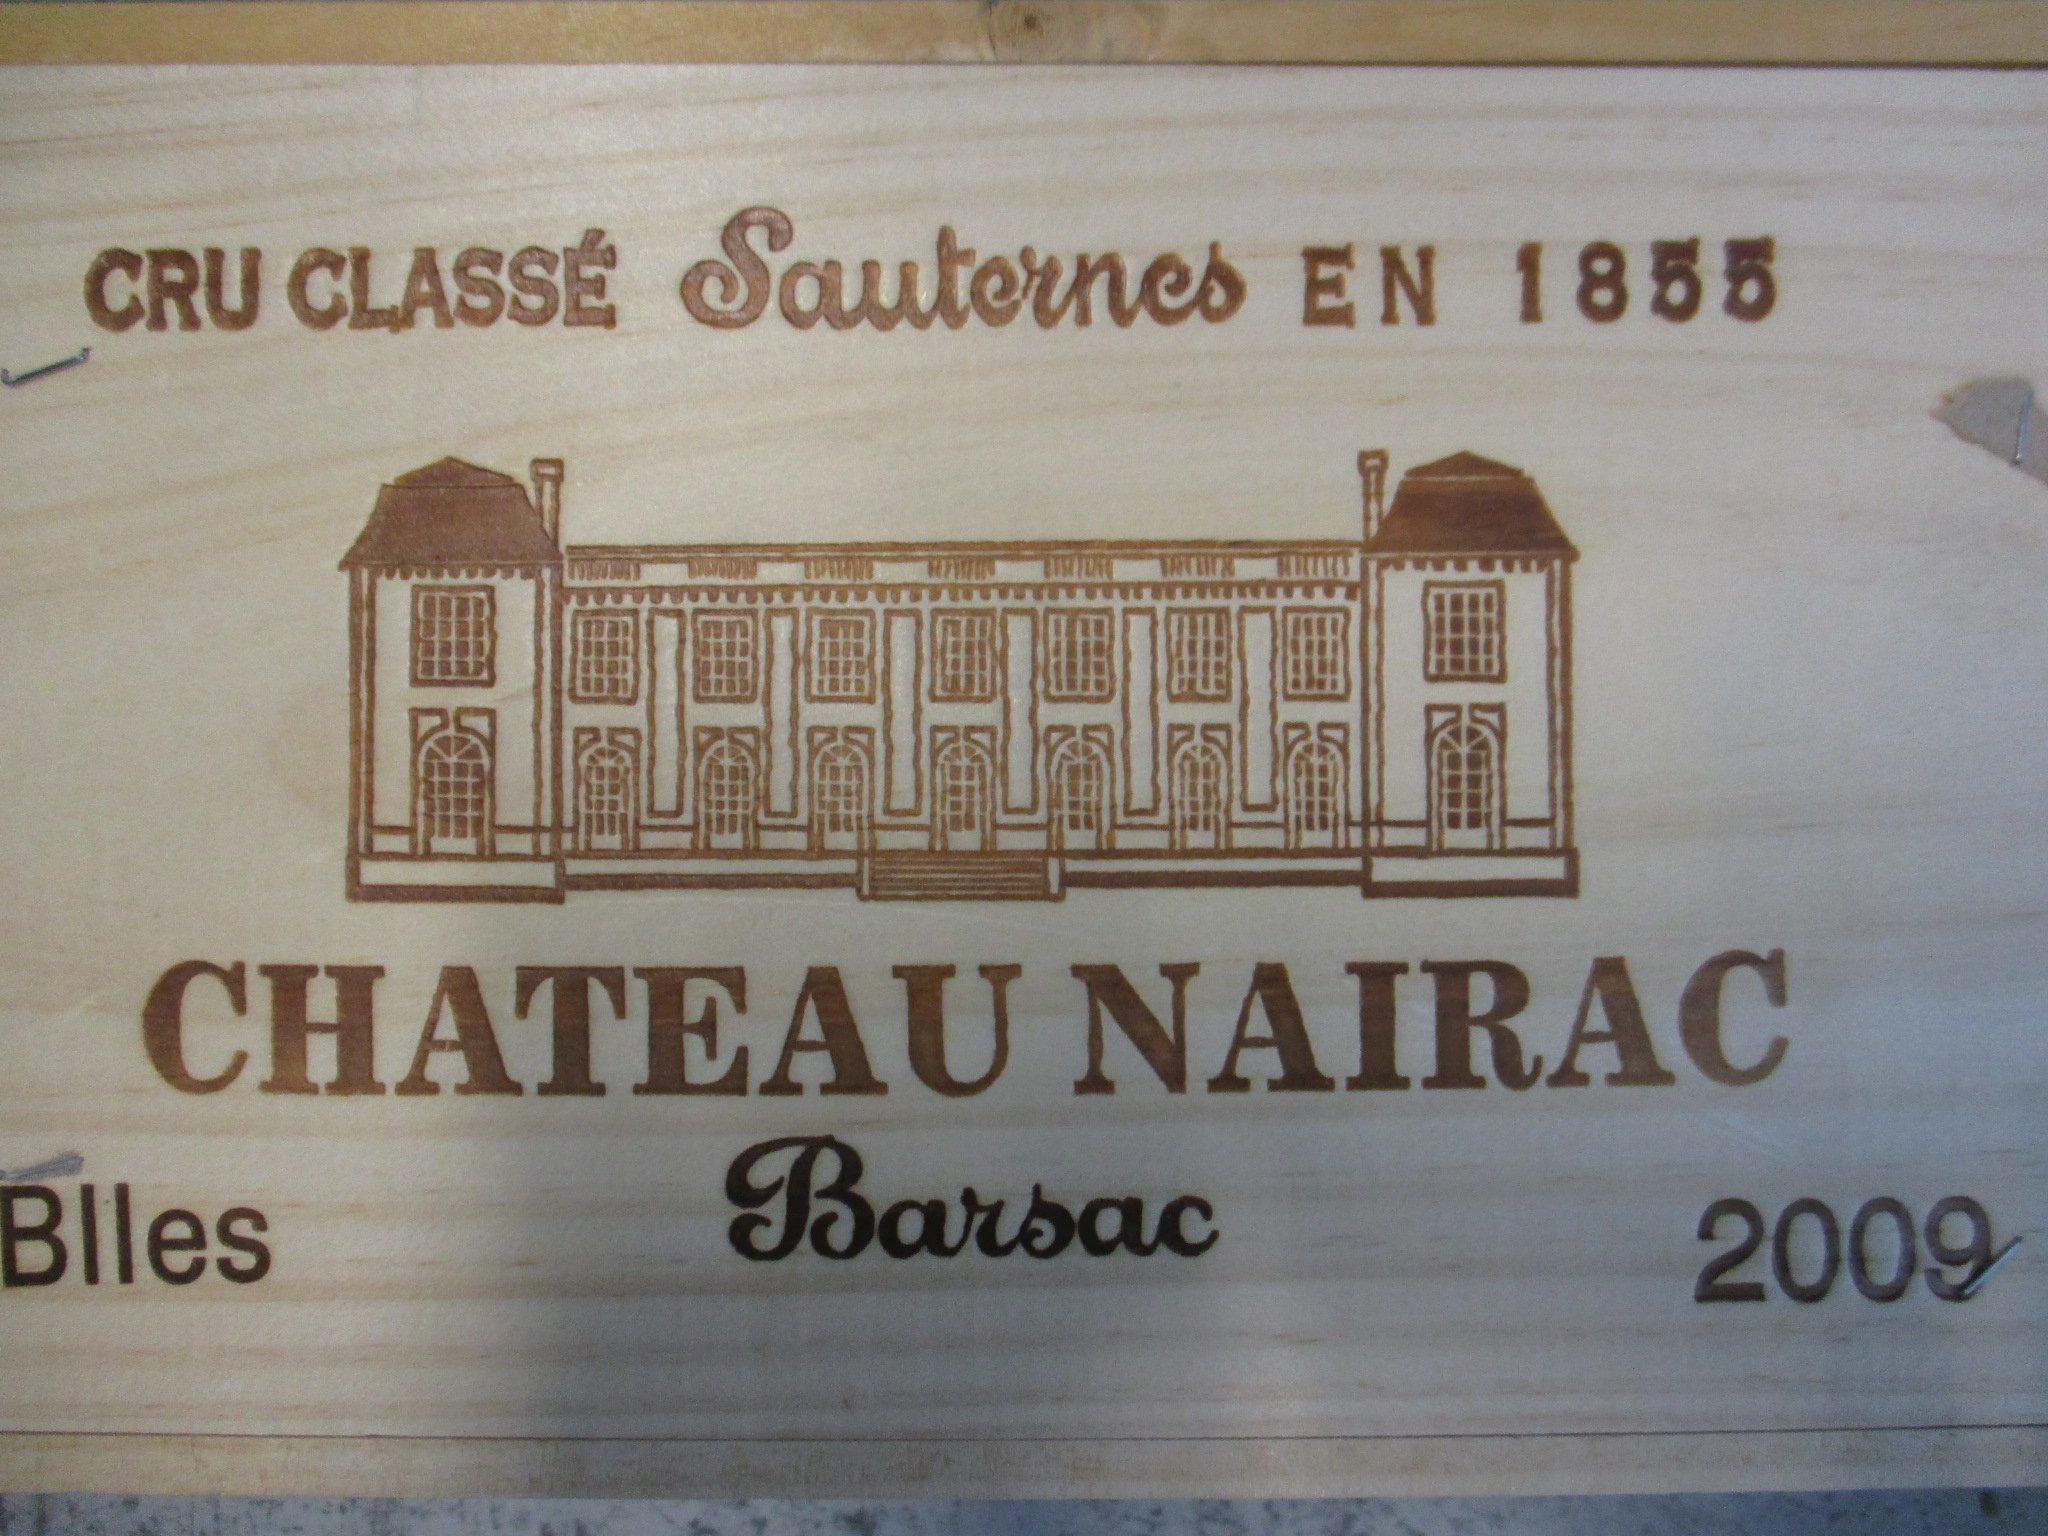 CRU CLASSÉ Sauternes EN 1855
CHATEAU NAIRAC
Barsac
Blles 2009